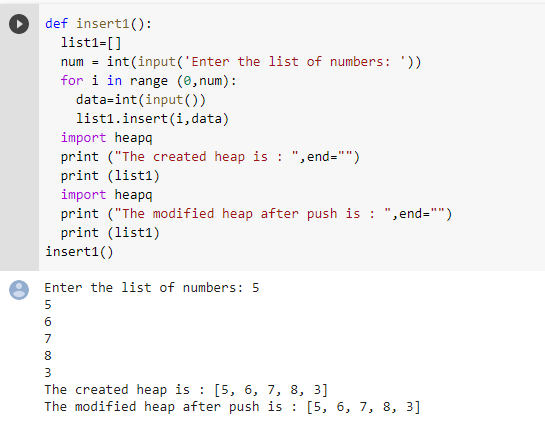 def insert1():
  list1=[]
  num = int(input('Enter the list of numbers: '))
  for i in range (0,num):
    data=int(input())
    list1.insert(i,data)
  import heapq
  print ("The created heap is : ",end="")
  print (list1)
  import heapq
  print ("The modified heap after push is : ",end="")
  print (list1)
insert1()
Enter the list of numbers: 5
5
6
7
8
3
The created heap is : [5, 6, 7, 8, 3]
The modified heap after push is : [5, 6, 7, 8, 3]